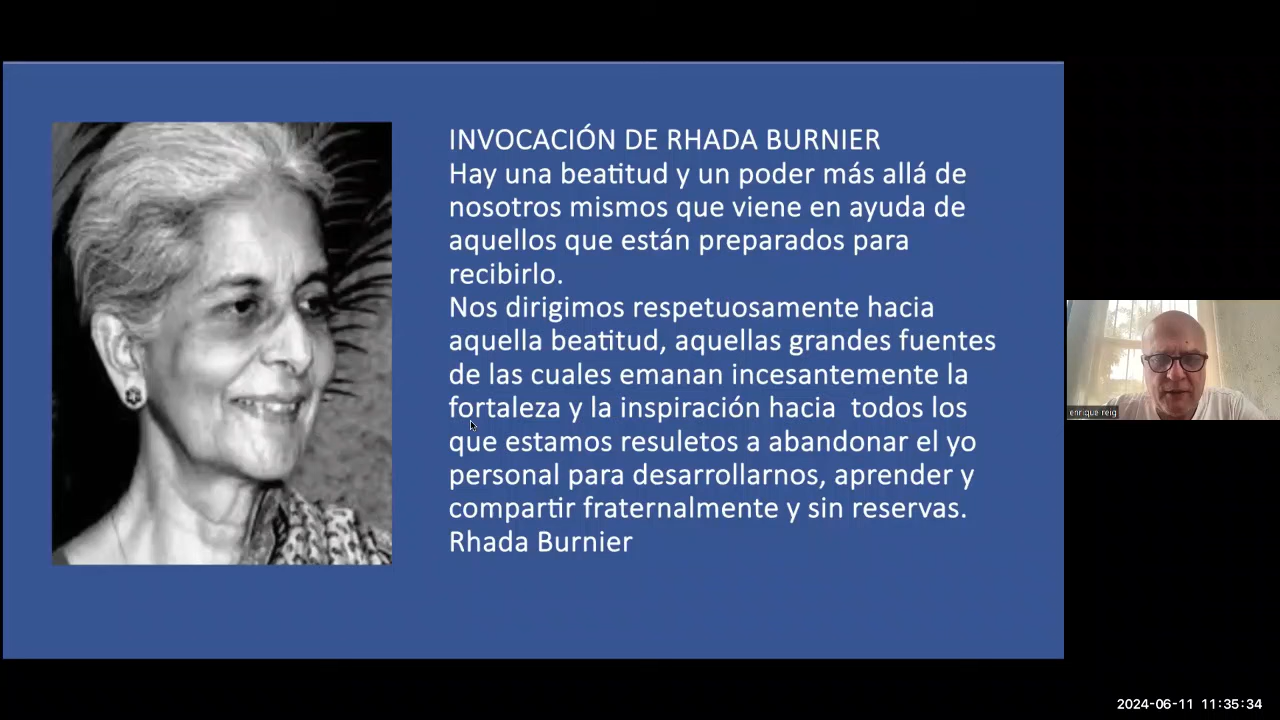 INVOCACIÓN DE RHADA BURNIER
Hay una beatitud y un poder más allá de
nosotros mismos que viene en ayuda de
aquellos que están preparados para
recibirlo.
Nos dirigimos respetuosamente hacia
aquella beatitud, aquellas grandes fuentes
de las cuales emanan incesantemente la
fortaleza y la inspiración hacia  todos los
que estamos resuletos a abandonar el yo
personal para desarrollarnos, aprender y
compartir fraternalmente y sin reservas.
Rhada Burnier
enrique reig
2024-06-11 11:35:34